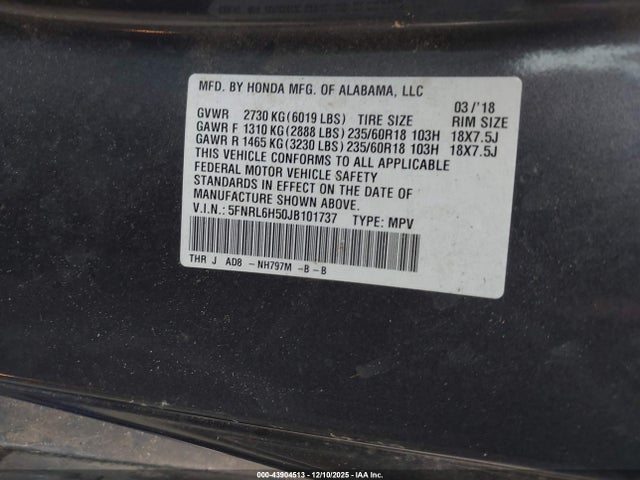 MFD. BY HONDA MFG. OF ALABAMA, LLC 03/'18
GVWR 2730 KG(6019 LBS) TIRE SIZE RIM SIZE
GAWR F 1310 KG(2888 LBS) 235/60R18 103H 18X7.5J
GAWR R 1465 KG(3230 LBS) 235/60R18 103H 18X7.5J
THIS VEHICLE CONFORMS TO ALL APPLICABLE
FEDERAL MOTOR VEHICLE SAFETY
STANDARDS IN EFFECT ON THE DATE OF
MANUFACTURE SHOWN ABOVE.
V.I.N.: 5FNRL6H50JB101737 TYPE: MPV
THR J AD8 - NH797M -B -B
000-43904513 - 12/10/2025 - IAA Inc.